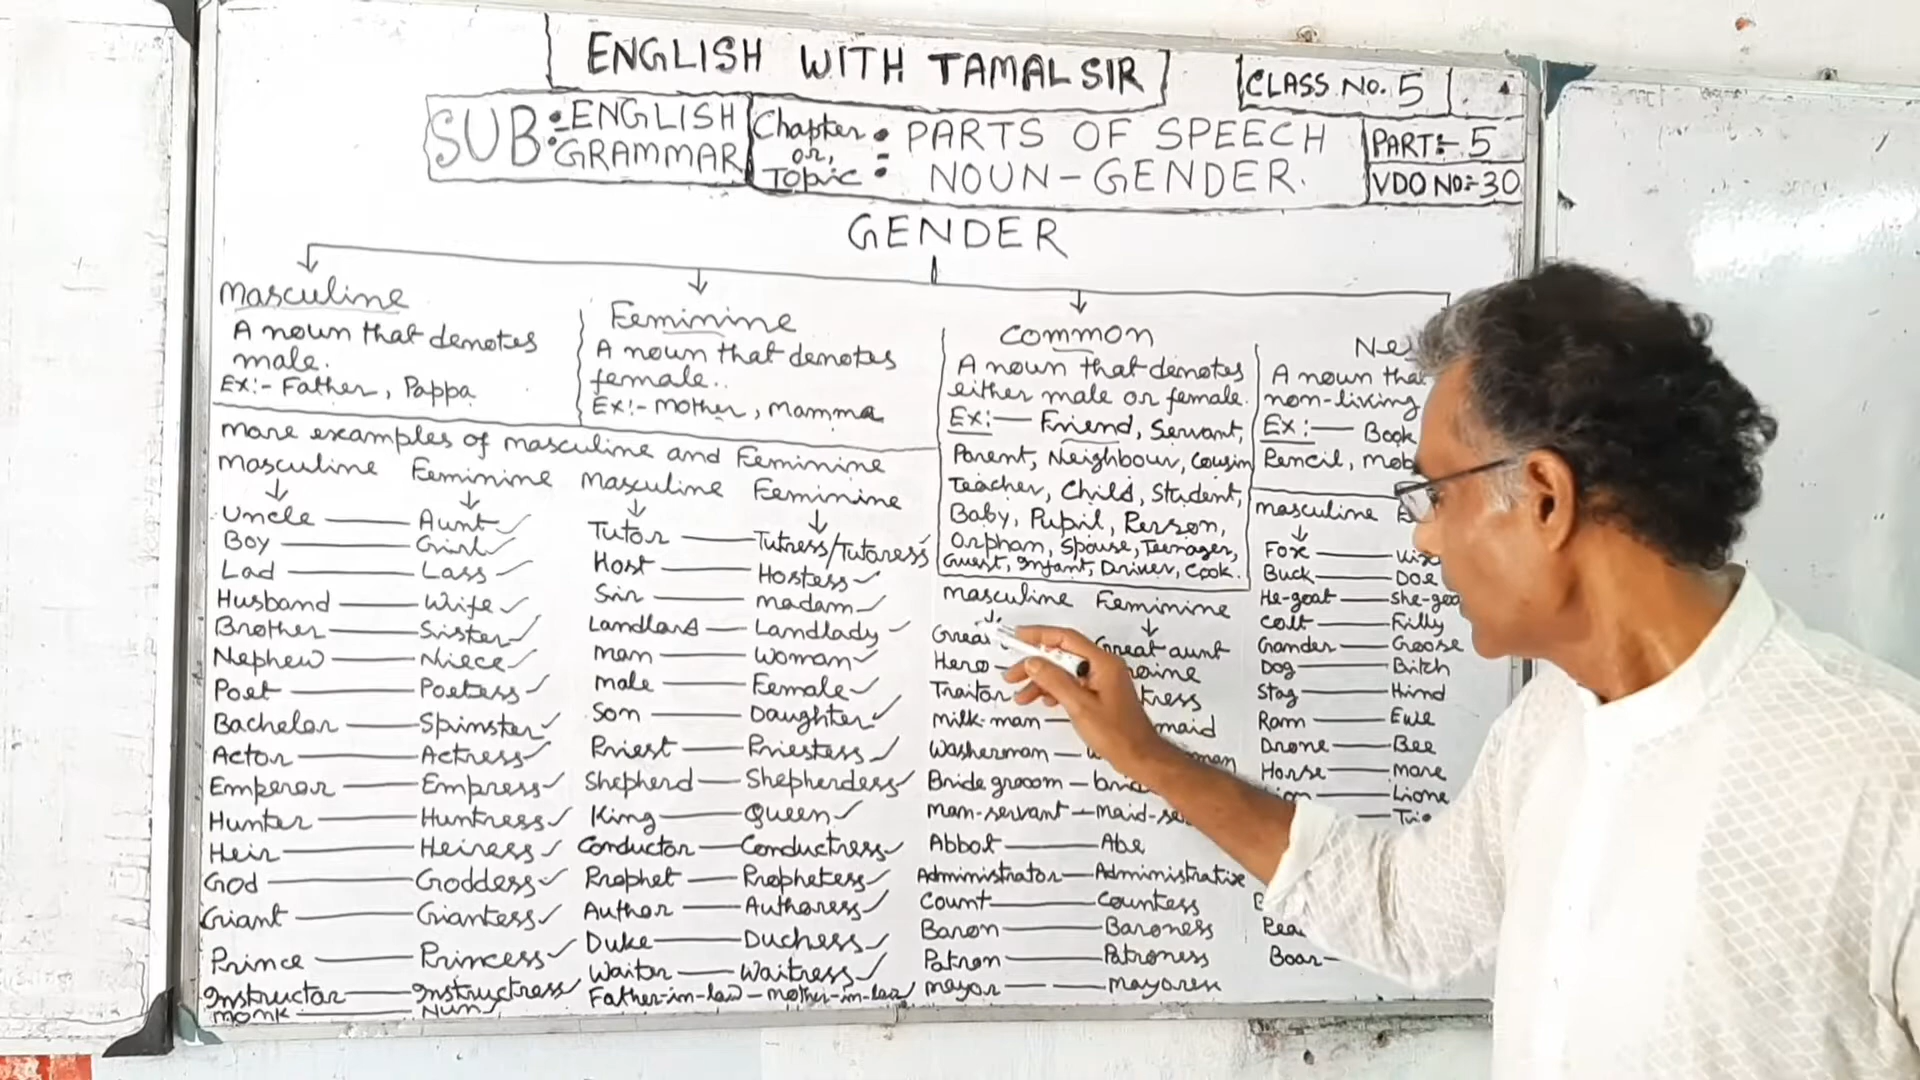 ENGLISH WITH TAMAL SIR
CLASS NO. 5
SUB:- ENGLISH GRAMMAR
Chapter or, Topic :- PARTS OF SPEECH
NOUN-GENDER.
PART:- 5
VDO NO:- 30
GENDER
Masculine
A noun that denotes
male.
Ex:- Father, Pappa
Feminine
A noun that denotes
female..
Ex:- Mother, Mamma
Common
A noun that denotes
either male or female.
Ex:— Friend, Servant,
Parent, Neighbour, Cousin
Teacher, Child, Student,
Baby, Pupil, Person,
Orphan, Spouse, Teenager,
Guest, Infant, Driver, Cook.
A noun
non-living
Ex:— Book
Pencil,
More examples of masculine and Feminine
Masculine Feminine
Uncle — Aunt
Boy — Girl
Lad — Lass
Husband — Wife
Brother — Sister
Nephew — Niece
Poet — Poetess
Bachelor — Spinster
Actor — Actress
Emperor — Empress
Hunter — Huntress
Heir — Heiress
God — Goddess
Giant — Giantess
Prince — Princess
Instructor — Instructress
Monk — Nun
Masculine Feminine
Tutor — Tutress/Tutoress
Host — Hostess
Sir — Madam
Landlord — Landlady
Man — Woman
Male — Female
Son — Daughter
Priest — Priestess
Shepherd — Shepherdess
King — Queen
Conductor — Conductress
Prophet — Prophetess
Author — Authoress
Duke — Duchess
Waiter — Waitress
Father-in-law — Mother-in-law
Masculine Feminine
Great aunt
Hero
Traitor
Milk-man — maid
Washerman —
Bride groom —
Man-servant —
Abbot — Abe
Administrator — Administrative
Count — Countess
Baron — Baroness
Patron — Patroness
Mayor — Mayoress
Masculine
Fox —
Buck — Doe
He-goat —
Colt — Filly
Gander — Goose
Dog — Bitch
Stag — Hind
Ram — Ewe
Drone — Bee
Horse — Mare
Boar —